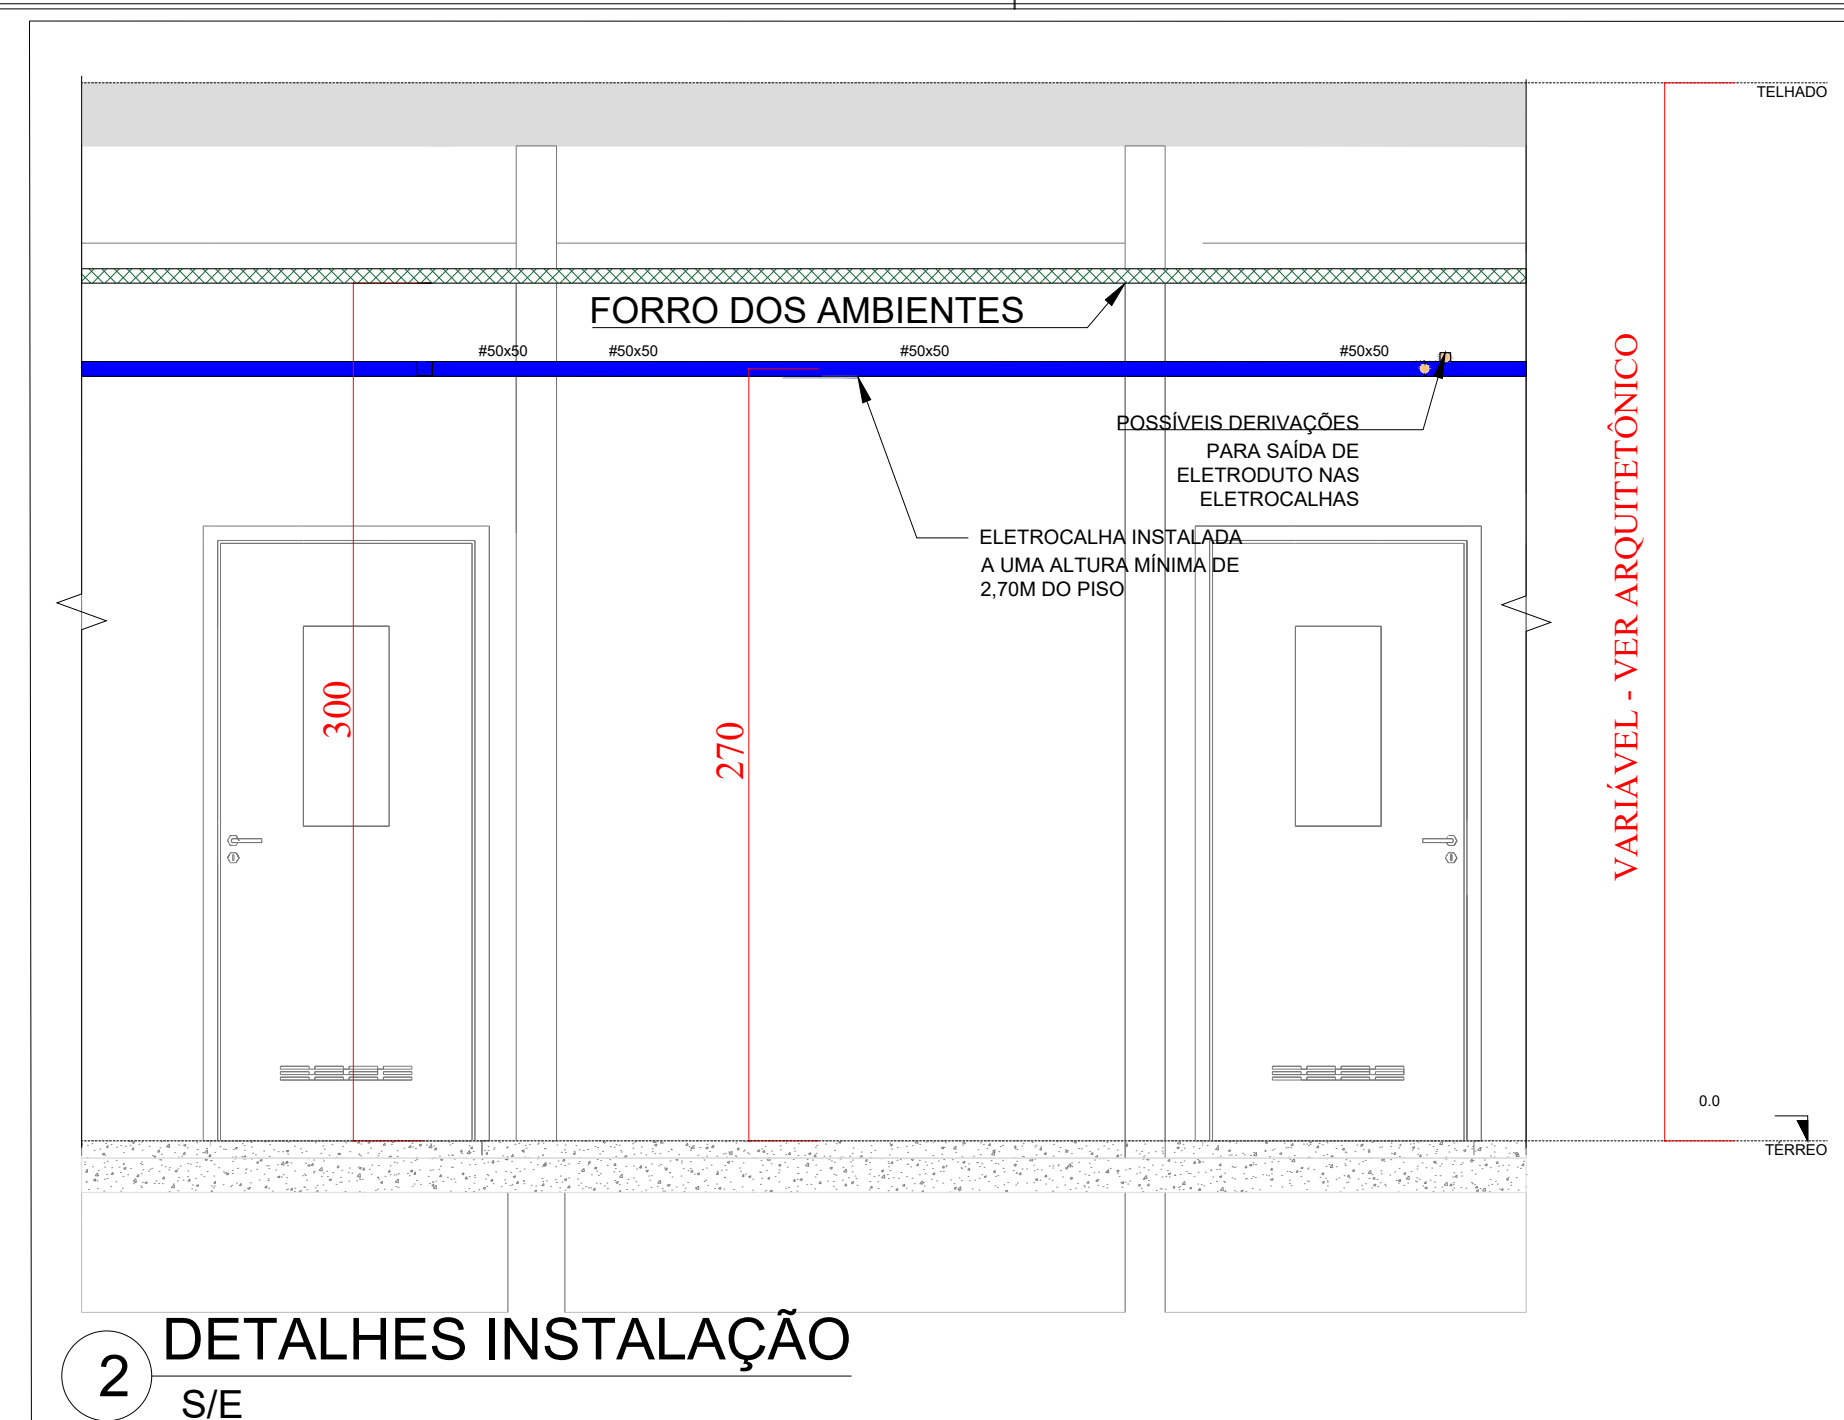 TELHADO
FORRO DOS AMBIENTES
#50x50 #50x50 #50x50 #50x50
POSSÍVEIS DERIVAÇÕES
PARA SAÍDA DE
ELETRODUTO NAS
ELETROCALHAS
ELETROCALHA INSTALADA
A UMA ALTURA MÍNIMA DE
2,70M DO PISO
300
270
VARIÁVEL - VER ARQUITETÔNICO
0.0
TÉRREO
2
DETALHES INSTALAÇÃO
S/E